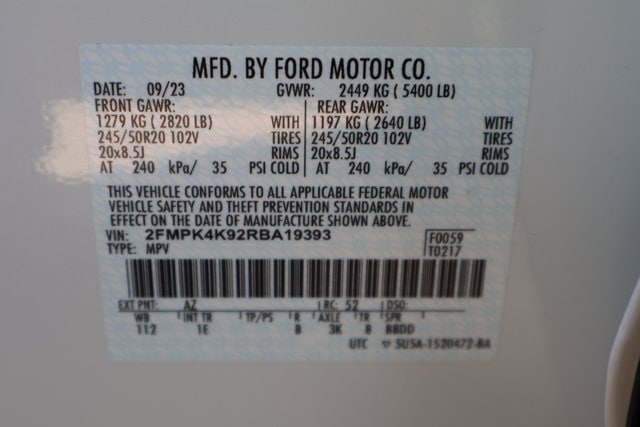 MFD. BY FORD MOTOR CO.
DATE: 09/23 GVWR: 2449 KG ( 5400 LB)
FRONT GAWR: REAR GAWR:
1279 KG ( 2820 LB) WITH 1197 KG ( 2640 LB) WITH
245/50R20 102V TIRES 245/50R20 102V TIRES
20x8.5J RIMS 20x8.5J RIMS
AT 240 kPa/ 35 PSI COLD AT 240 kPa/ 35 PSI COLD
THIS VEHICLE CONFORMS TO ALL APPLICABLE FEDERAL MOTOR
VEHICLE SAFETY AND THEFT PREVENTION STANDARDS IN
EFFECT ON THE DATE OF MANUFACTURE SHOWN ABOVE.
VIN: 2FMPK4K92RBA19393 F0059
TYPE: MPV T0217
EXT PNT: AZ RC: 52 DSO:
WB INT TR TP/PS R AXLE TR SPR
112 1E B 3K 8 BBDD
UTC ▽ 5U5A-1520472-BA